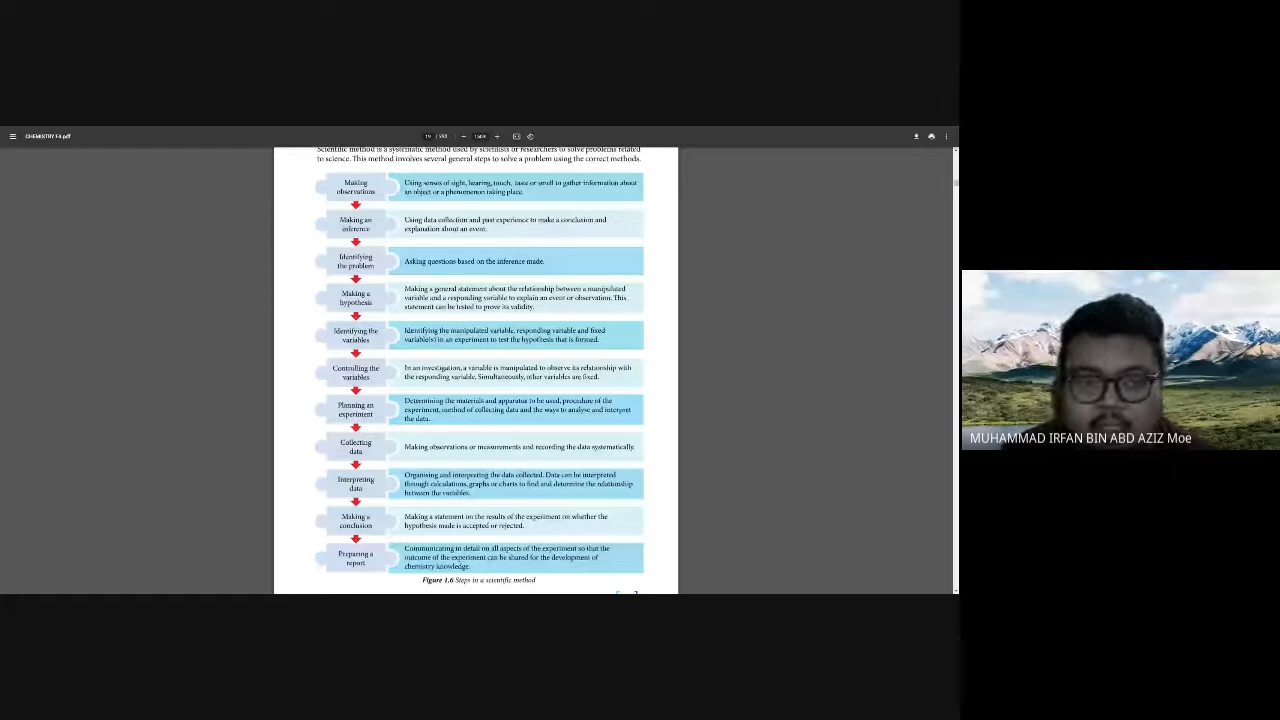 CHEMISTRY F4.pdf
19 / 292
150%
Scientific method is a systematic method used by scientists or researchers to solve problems related
to science. This method involves several general steps to solve a problem using the correct methods.
Making
observations
Using senses of sight, hearing, touch, taste or smell to gather information about
an object or a phenomenon taking place.
Making an
inference
Using data collection and past experience to make a conclusion and
explanation about an event.
Identifying
the problem
Asking questions based on the inference made.
Making a
hypothesis
Making a general statement about the relationship between a manipulated
variable and a responding variable to explain an event or observation. This
statement can be tested to prove its validity.
Identifying the
variables
Identifying the manipulated variable, responding variable and fixed
variable(s) in an experiment to test the hypothesis that is formed.
Controlling the
variables
In an investigation, a variable is manipulated to observe its relationship with
the responding variable. Simultaneously, other variables are fixed.
Planning an
experiment
Determining the materials and apparatus to be used, procedure of the
experiment, method of collecting data and the ways to analyse and interpret
the data.
Collecting
data
Making observations or measurements and recording the data systematically.
Interpreting
data
Organising and interpreting the data collected. Data can be interpreted
through calculations, graphs or charts to find and determine the relationship
between the variables.
Making a
conclusion
Making a statement on the results of the experiment on whether the
hypothesis made is accepted or rejected.
Preparing a
report
Communicating in detail on all aspects of the experiment so that the
outcome of the experiment can be shared for the development of
chemistry knowledge.
Figure 1.6 Steps in a scientific method
MUHAMMAD IRFAN BIN ABD AZIZ Moe